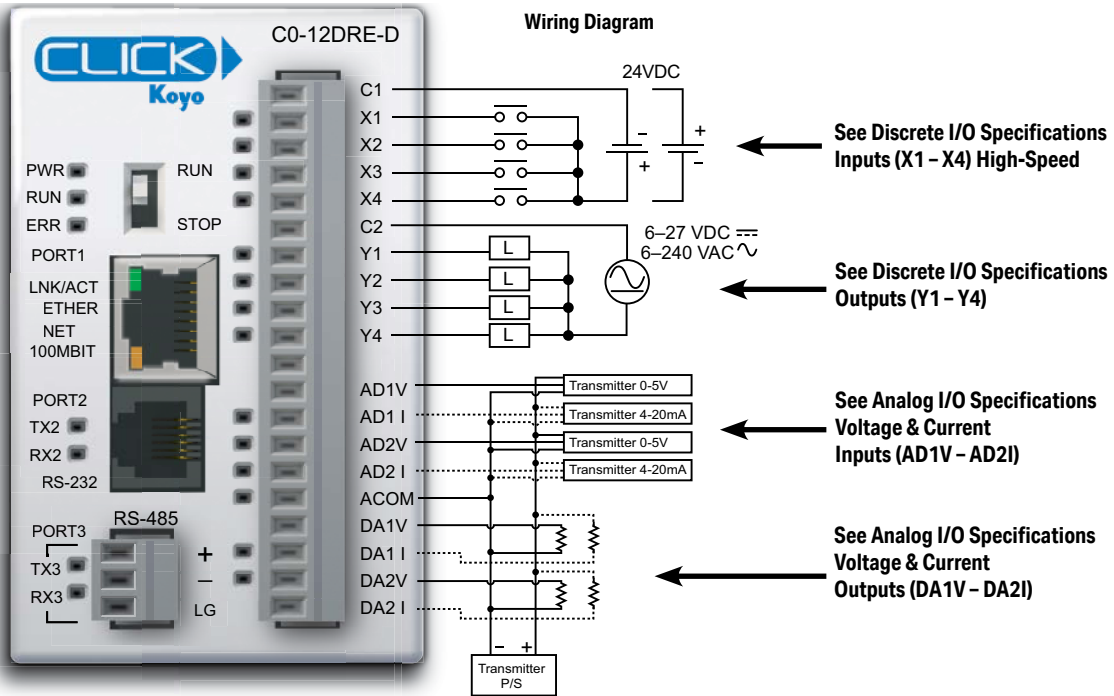 Wiring Diagram
C0-12DRE-D
CLICK
Koyo
PWR
RUN
ERR
RUN
STOP
PORT1
LNK/ACT
ETHER
NET
100MBIT
PORT2
TX2
RX2
RS-232
RS-485
PORT3
TX3
RX3
+
–
LG
C1
X1
X2
X3
X4
C2
Y1
Y2
Y3
Y4
AD1V
AD1 I
AD2V
AD2 I
ACOM
DA1V
DA1 I
DA2V
DA2 I
24VDC
–
+
+
–
L
L
L
L
6–27 VDC
6–240 VAC
Transmitter 0-5V
Transmitter 4-20mA
Transmitter 0-5V
Transmitter 4-20mA
– +
Transmitter
P/S
See Discrete I/O Specifications
Inputs (X1 – X4) High-Speed
See Discrete I/O Specifications
Outputs (Y1 – Y4)
See Analog I/O Specifications
Voltage & Current
Inputs (AD1V – AD2I)
See Analog I/O Specifications
Voltage & Current
Outputs (DA1V – DA2I)